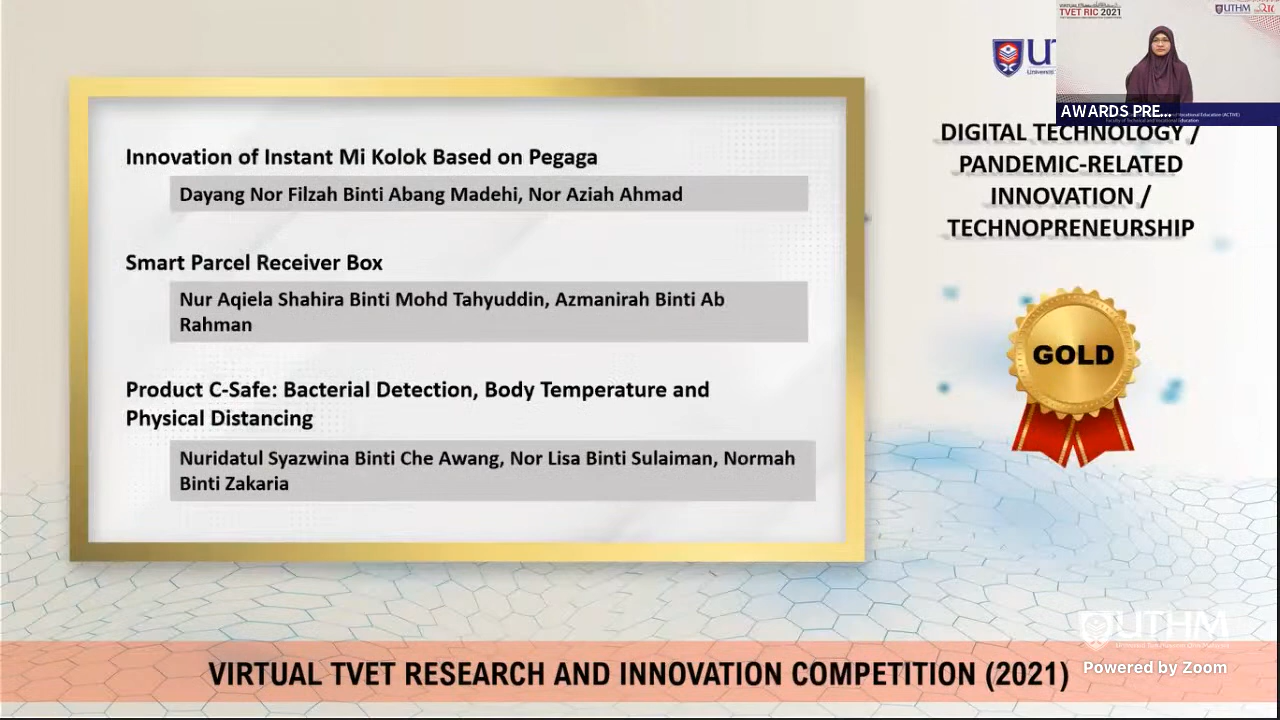 Innovation of Instant Mi Kolok Based on Pegaga
Dayang Nor Filzah Binti Abang Madehi, Nor Aziah Ahmad
Smart Parcel Receiver Box
Nur Aqiela Shahira Binti Mohd Tahyuddin, Azmanirah Binti Ab
Rahman
Product C-Safe: Bacterial Detection, Body Temperature and
Physical Distancing
Nuridatul Syazwina Binti Che Awang, Nor Lisa Binti Sulaiman, Normah
Binti Zakaria
TVET RIC 2021
UTHM
AWARDS PRE...
DIGITAL TECHNOLOGY /
PANDEMIC-RELATED
INNOVATION /
TECHNOPRENEURSHIP
GOLD
UTHM
Powered by Zoom
VIRTUAL TVET RESEARCH AND INNOVATION COMPETITION (2021)